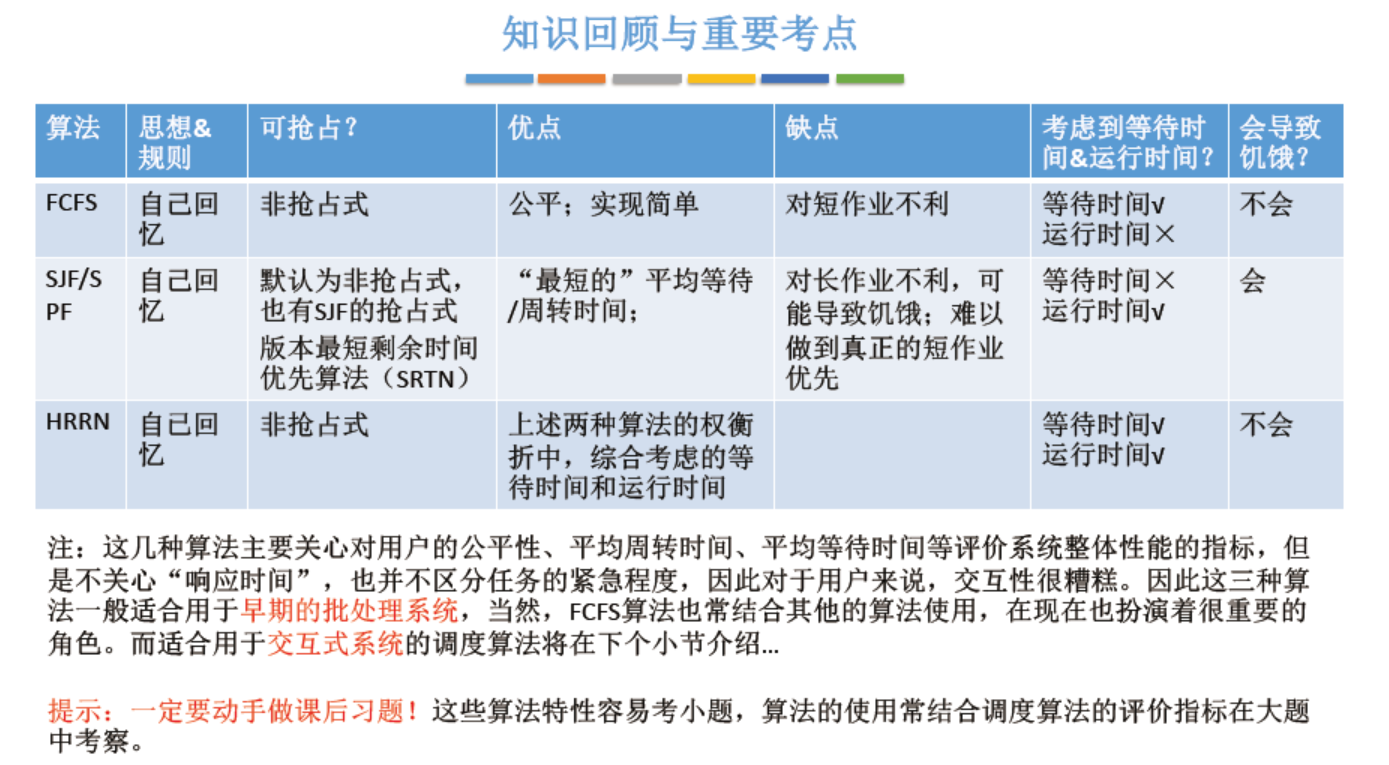 知识回顾与重要考点
算法
思想&
规则
可抢占？
优点
缺点
考虑到等待时
间&运行时间？
会导致
饥饿？
FCFS
自己回
忆
非抢占式
公平；实现简单
对短作业不利
等待时间√
运行时间×
不会
SJF/S
PF
自己回
忆
默认为非抢占式，
也有SJF的抢占式
版本最短剩余时间
优先算法（SRTN）
“最短的”平均等待
/周转时间；
对长作业不利，可
能导致饥饿；难以
做到真正的短作业
优先
等待时间×
运行时间√
会
HRRN
自己回
忆
非抢占式
上述两种算法的权衡
折中，综合考虑的等
待时间和运行时间
等待时间√
运行时间√
不会
注：这几种算法主要关心对用户的公平性、平均周转时间、平均等待时间等评价系统整体性能的指标，但
是不关心“响应时间”，也并不区分任务的紧急程度，因此对于用户来说，交互性很糟糕。因此这三种算
法一般适合用于早期的批处理系统，当然，FCFS算法也常结合其他的算法使用，在现在也扮演着很重要的
角色。而适合用于交互式系统的调度算法将在下个小节介绍...
提示：一定要动手做课后习题！这些算法特性容易考小题，算法的使用常结合调度算法的评价指标在大题
中考察。